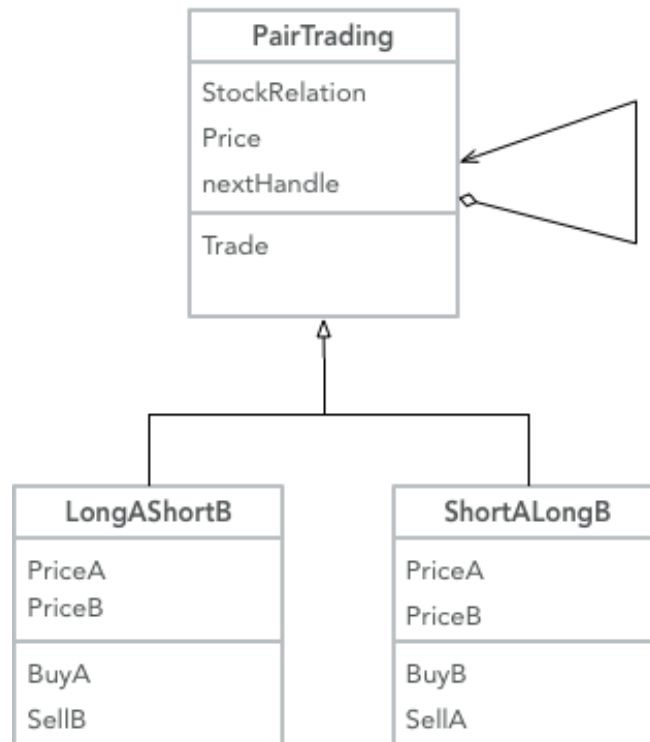 PairTrading
StockRelation
Price
nextHandle
Trade
LongAShortB
PriceA
PriceB
BuyA
SellB
ShortALongB
PriceA
PriceB
BuyB
SellA